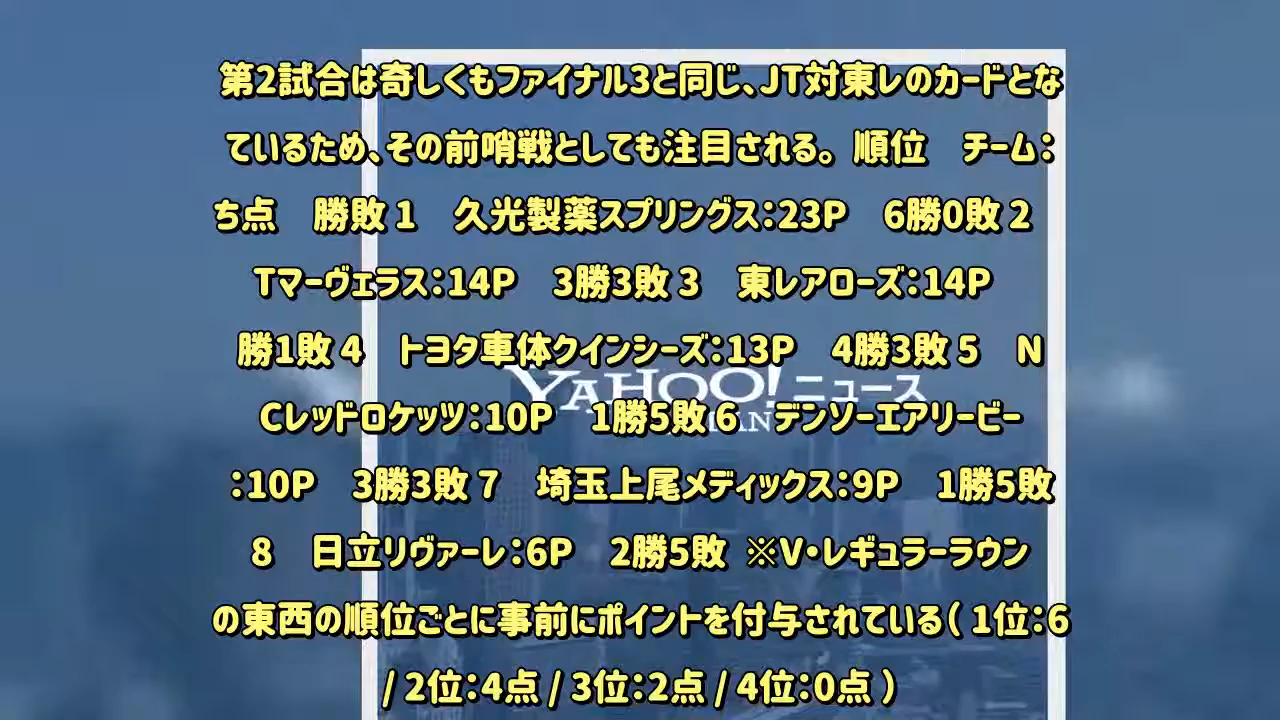 第2試合は奇しくもファイナル3と同じ、JT対東レのカードとな
ているため、その前哨戦としても注目される。 順位　チーム：
ち点　勝敗 1　久光製薬スプリングス：23P　6勝0敗 2
Tマーヴェラス：14P　3勝3敗 3　東レアローズ：14P
勝1敗 4　トヨタ車体クインシーズ：13P　4勝3敗 5　N
YAHOO!ニュース
JAPAN
Cレッドロケッツ：10P　1勝5敗 6　デンソーエアリービー
：10P　3勝3敗 7　埼玉上尾メディックス：9P　1勝5敗
8　日立リヴァーレ：6P　2勝5敗 ※V・レギュラーラウン
の東西の順位ごとに事前にポイントを付与されている（ 1位：6
/ 2位：4点 / 3位：2点 / 4位：0点 ）